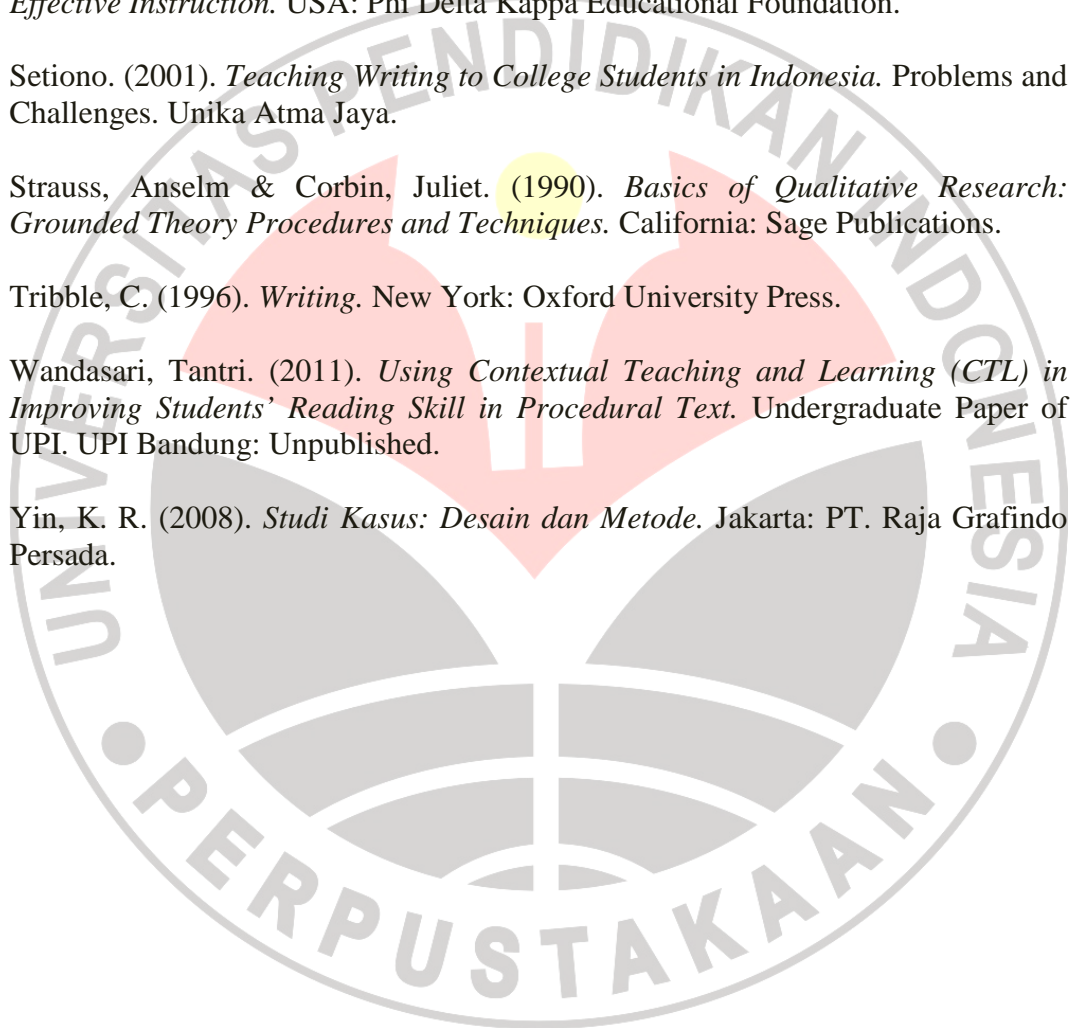 Effective Instruction. USA: Phi Delta Kappa Educational Foundation.
Setiono. (2001). Teaching Writing to College Students in Indonesia. Problems and
Challenges. Unika Atma Jaya.
Strauss, Anselm & Corbin, Juliet. (1990). Basics of Qualitative Research:
Grounded Theory Procedures and Techniques. California: Sage Publications.
Tribble, C. (1996). Writing. New York: Oxford University Press.
Wandasari, Tantri. (2011). Using Contextual Teaching and Learning (CTL) in
Improving Students’ Reading Skill in Procedural Text. Undergraduate Paper of
UPI. UPI Bandung: Unpublished.
Yin, K. R. (2008). Studi Kasus: Desain dan Metode. Jakarta: PT. Raja Grafindo
Persada.
UNIVERSITAS PENDIDIKAN INDONESIA
PERPUSTAKAAN